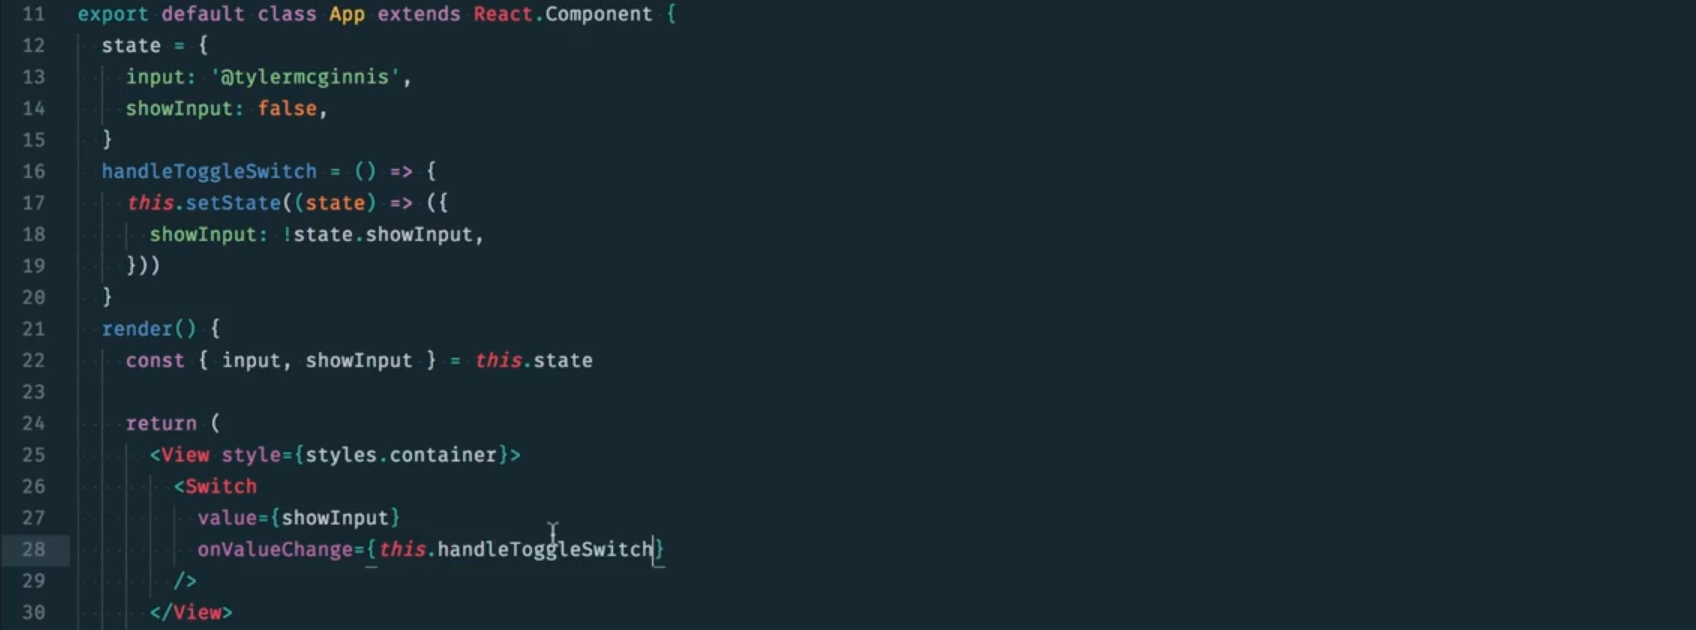 11 export default class App extends React.Component {
12 state = {
13 input: '@tylermcginnis',
14 showInput: false,
15 }
16 handleToggleSwitch = () => {
17 this.setState((state) => ({
18 showInput: !state.showInput,
19 }))
20 }
21 render() {
22 const { input, showInput } = this.state
23
24 return (
25 <View style={styles.container}>
26 <Switch
27 value={showInput}
28 onValueChange={this.handleToggleSwitch}
29 />
30 </View>